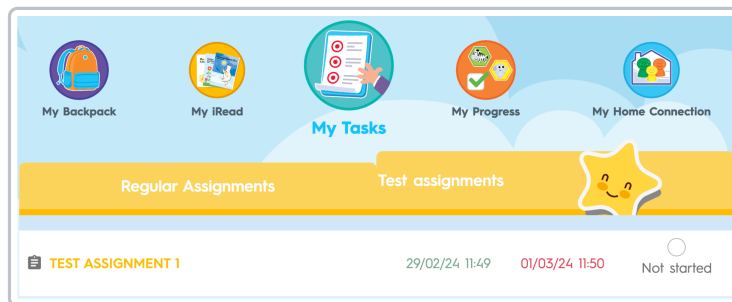 My Backpack
My iRead
My Tasks
My Progress
My Home Connection
Regular Assignments
Test assignments
TEST ASSIGNMENT 1 29/02/24 11:49 01/03/24 11:50 Not started